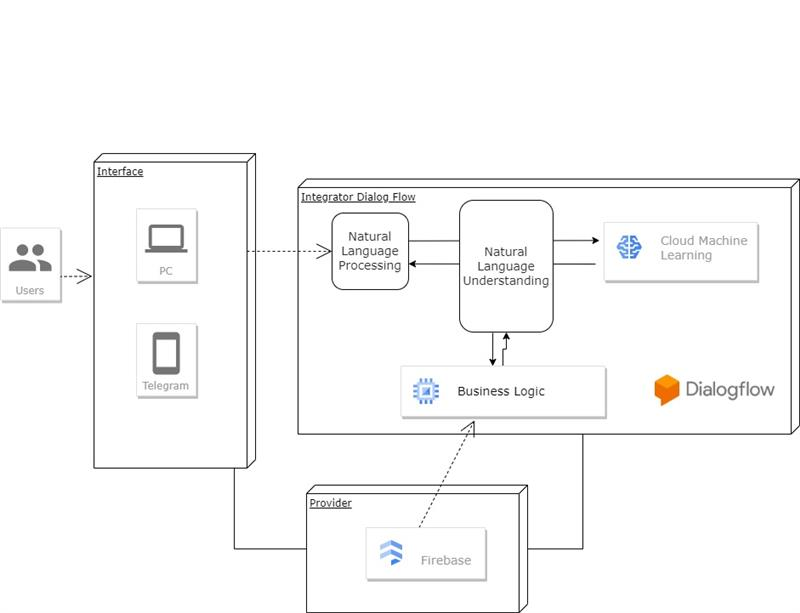 Users
Interface
PC
Telegram
Integrator Dialog Flow
Natural
Language
Processing
Natural
Language
Understanding
Cloud Machine
Learning
Business Logic
Dialogflow
Provider
Firebase